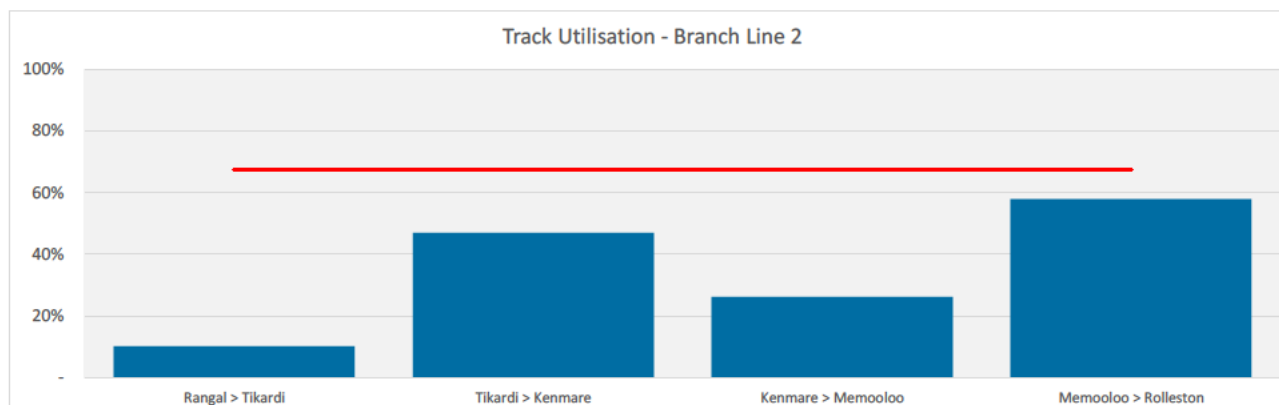 Track Utilisation - Branch Line 2
100%
80%
60%
40%
20%
-
Rangal > Tikardi
Tikardi > Kenmare
Kenmare > Memooloo
Memooloo > Rolleston